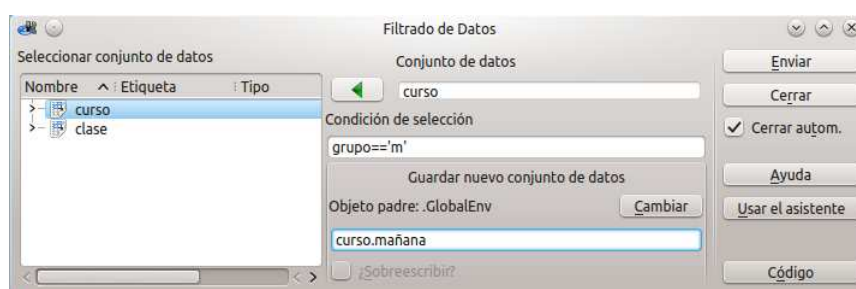 Filtrado de Datos
Seleccionar conjunto de datos
Nombre Etiqueta Tipo
curso
clase
Conjunto de datos
curso
Condición de selección
grupo=='m'
Guardar nuevo conjunto de datos
Objeto padre: .GlobalEnv Cambiar
curso.mañana
¿Sobreescribir?
Enviar
Cerrar
Cerrar autom.
Ayuda
Usar el asistente
Código